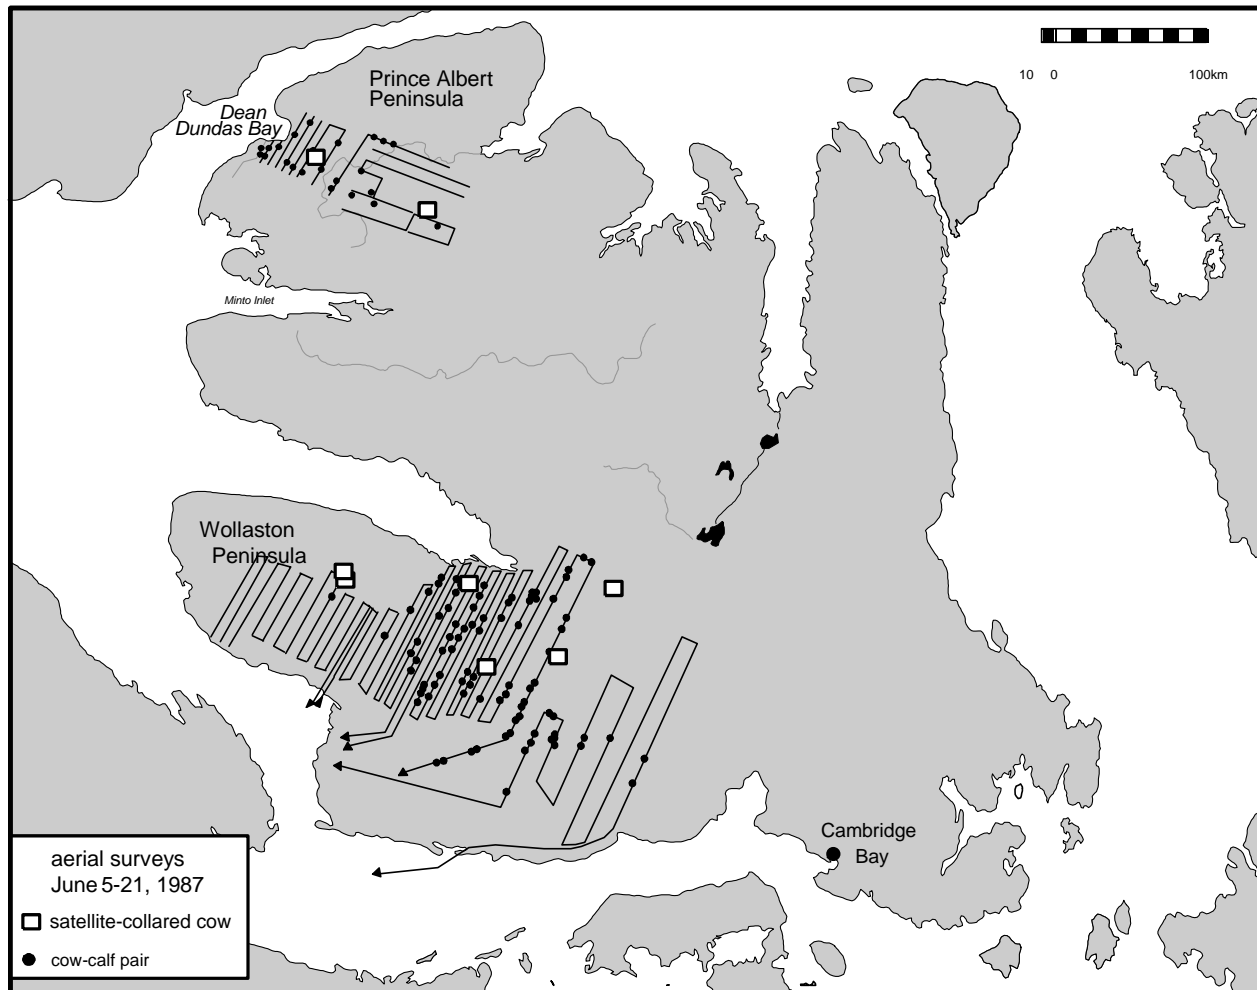 10 0 100km
Prince Albert
Peninsula
Dean
Dundas Bay
Minto Inlet
Wollaston
Peninsula
Cambridge
Bay
aerial surveys
June 5-21, 1987
satellite-collared cow
cow-calf pair